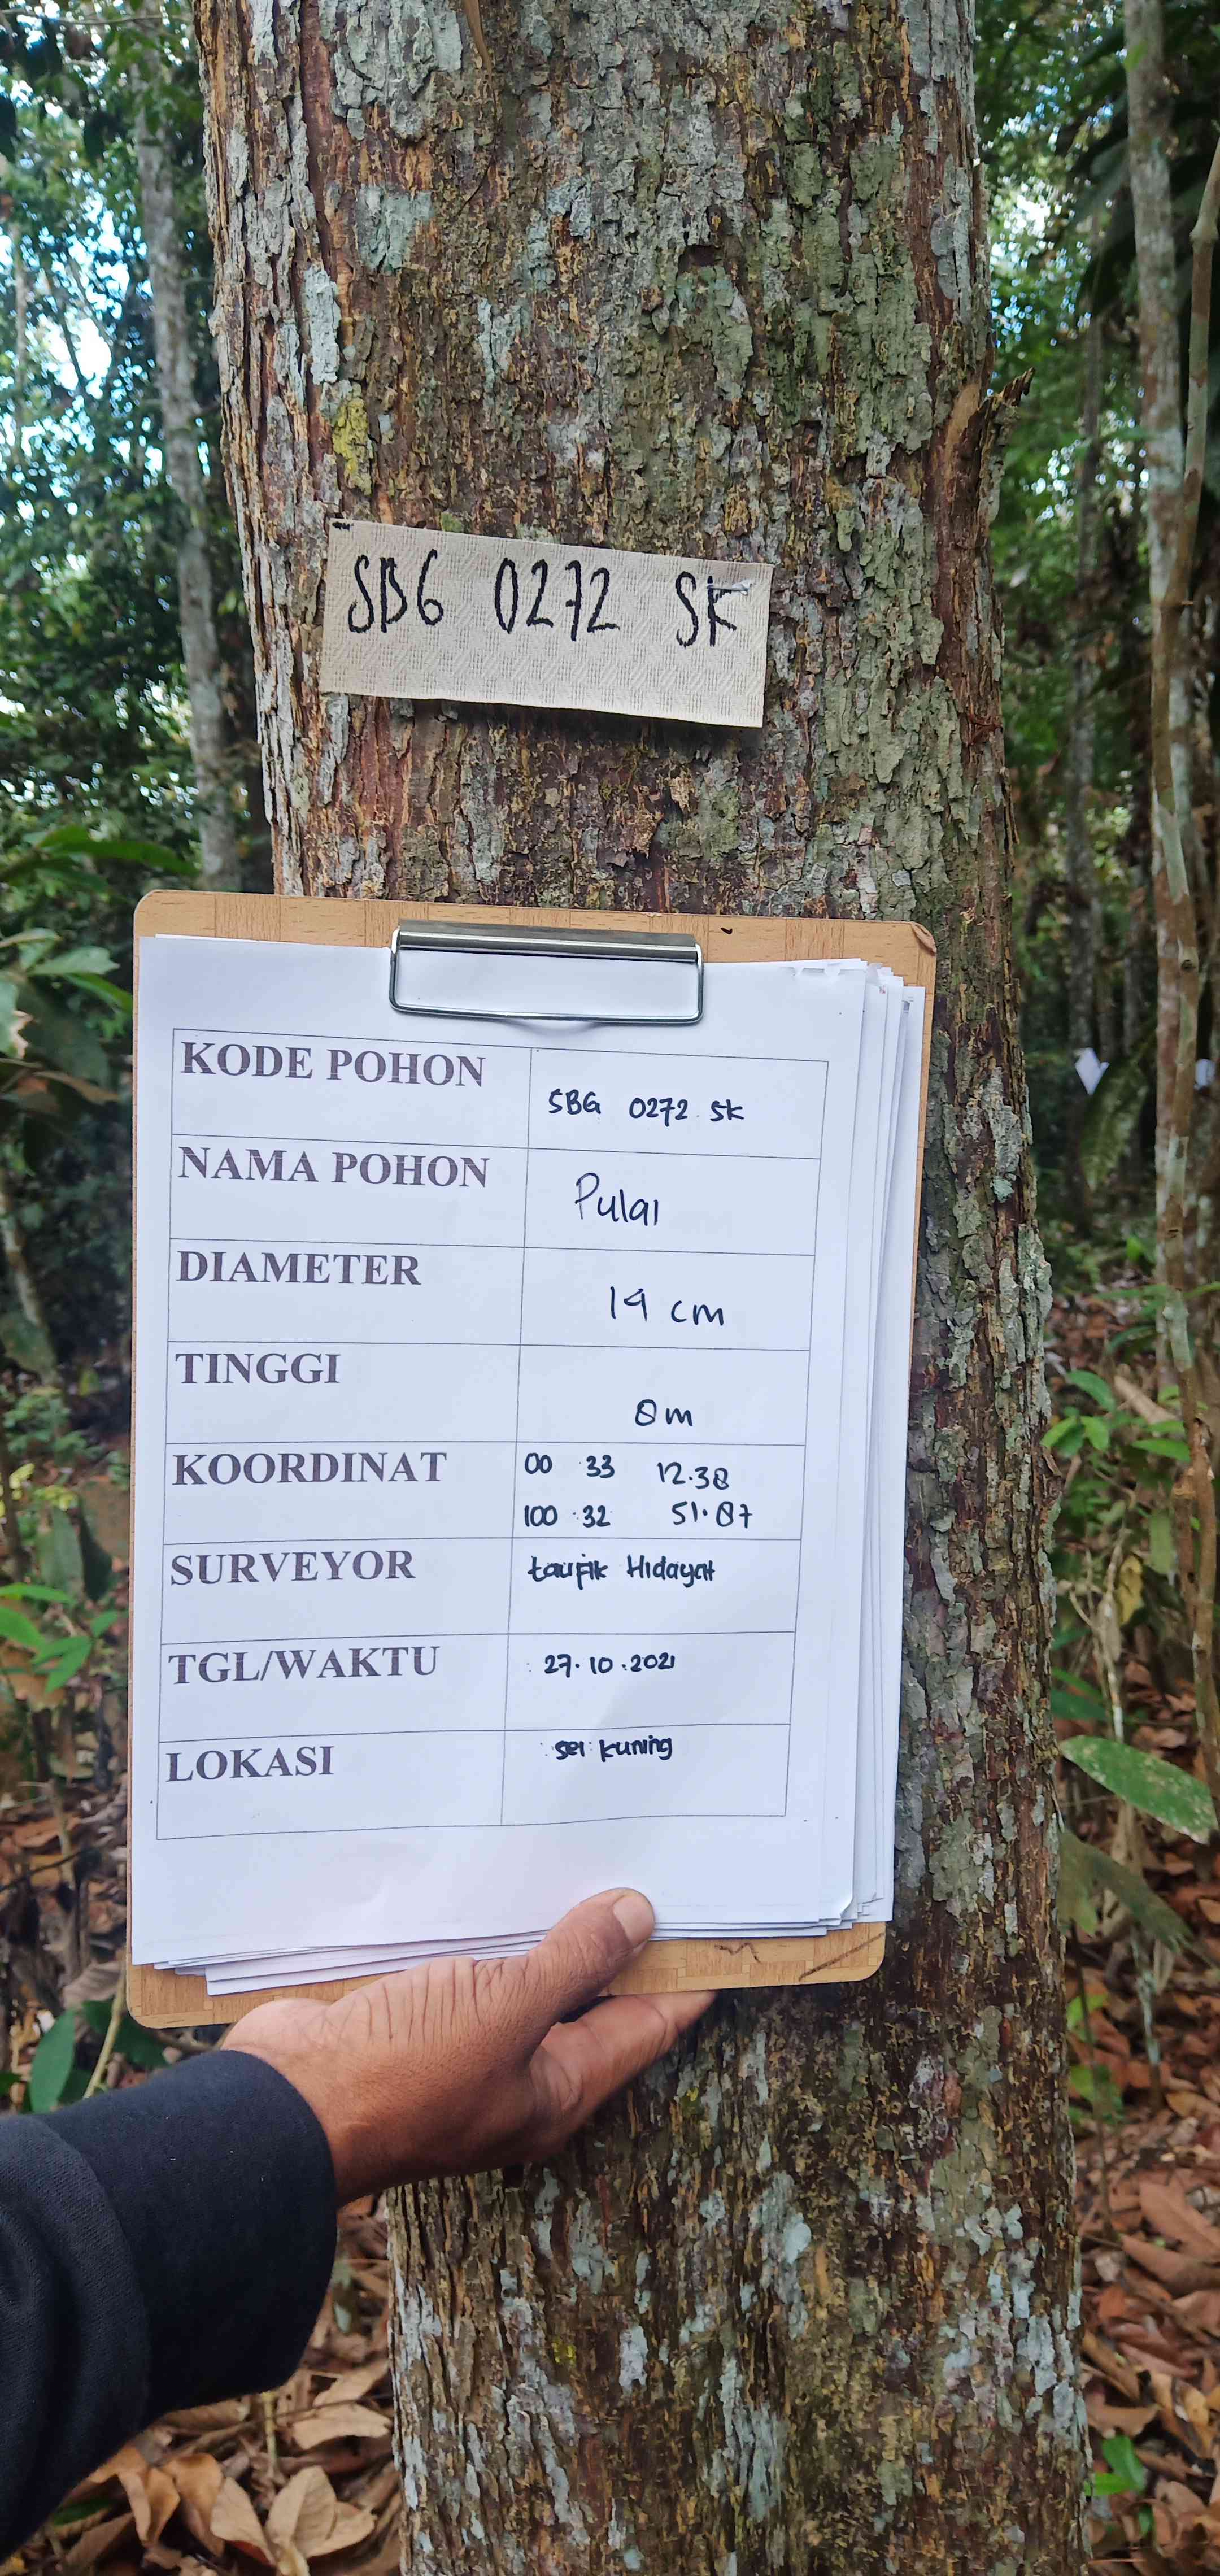 SBG 0272 SK
KODE POHON SBG 0272 SK
NAMA POHON Pulai
DIAMETER 19 cm
TINGGI 8 m
KOORDINAT 00 33 12.38
100 32 51.87
SURVEYOR taufik Hidayat
TGL/WAKTU : 27.10.2021
LOKASI : sei kuning